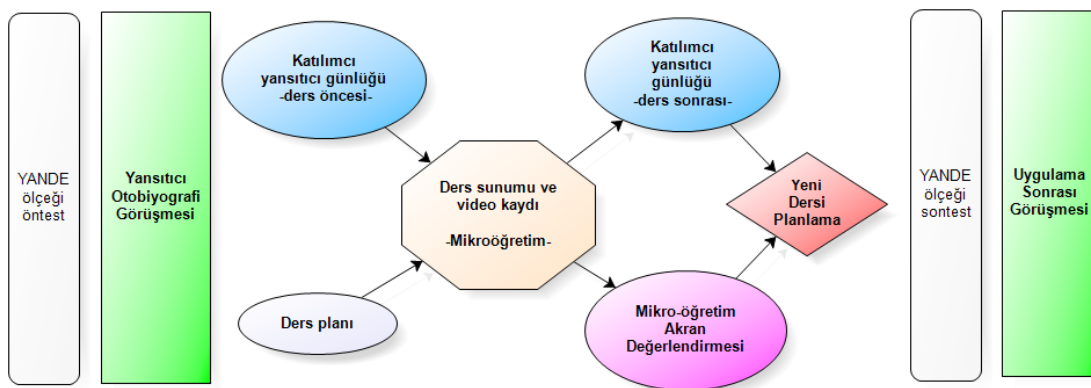 YANDE
ölçeği
öntest
Yansıtıcı
Otobiyografi
Görüşmesi
Katılımcı
yansıtıcı günlüğü
-ders öncesi-
Ders planı
Ders sunumu ve
video kaydı
-Mikroöğretim-
Katılımcı
yansıtıcı
günlüğü
-ders sonrası-
Mikro-öğretim
Akran
Değerlendirmesi
Yeni
Dersi
Planlama
YANDE
ölçeği
sontest
Uygulama
Sonrası
Görüşmesi